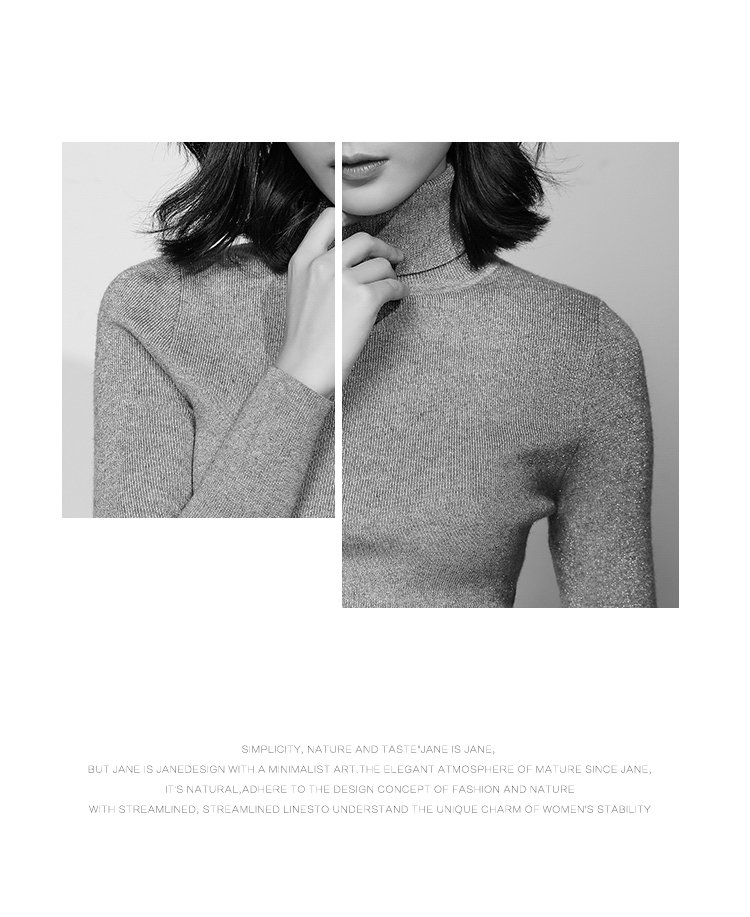 SIMPLICITY, NATURE AND TASTE"JANE IS JANE,
BUT JANE IS JANEDESIGN WITH A MINIMALIST ART.THE ELEGANT ATMOSPHERE OF MATURE SINCE JANE,
IT'S NATURAL,ADHERE TO THE DESIGN CONCEPT OF FASHION AND NATURE
WITH STREAMLINED, STREAMLINED LINESTO UNDERSTAND THE UNIQUE CHARM OF WOMEN'S STABILITY